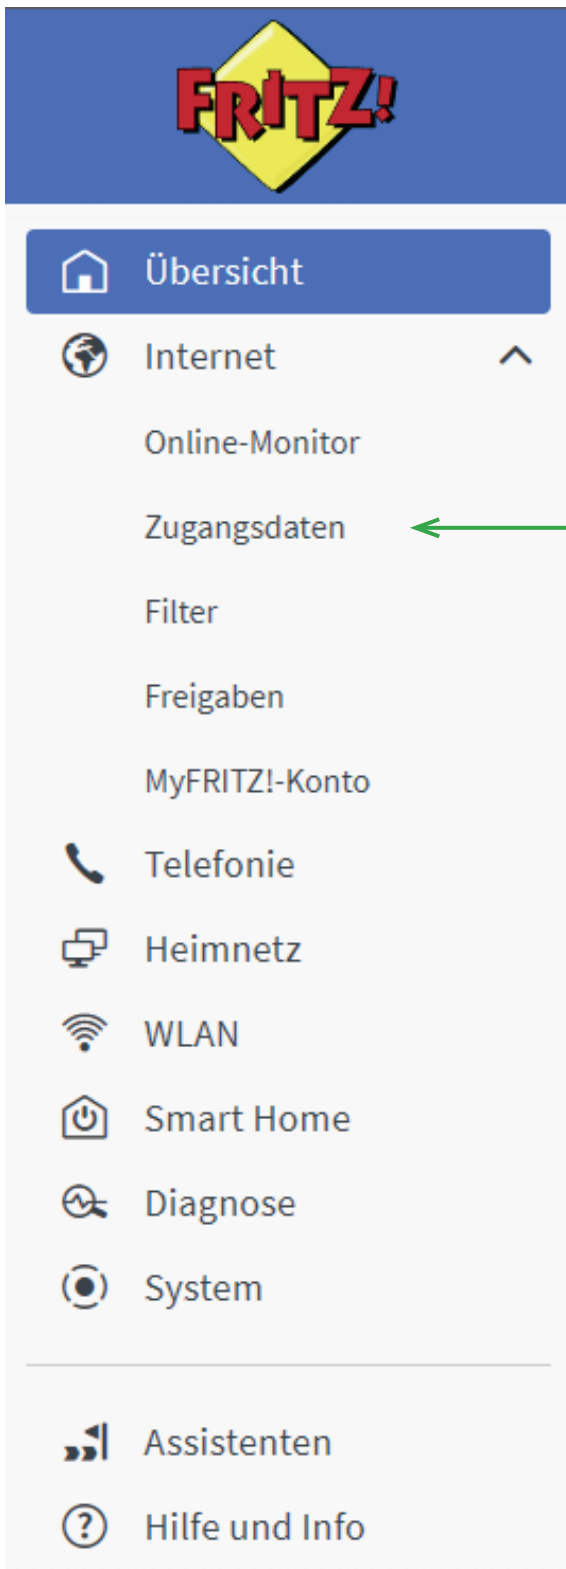 FRITZ!
Übersicht
Internet
Online-Monitor
Zugangsdaten
Filter
Freigaben
MyFRITZ!-Konto
Telefonie
Heimnetz
WLAN
Smart Home
Diagnose
System
Assistenten
Hilfe und Info